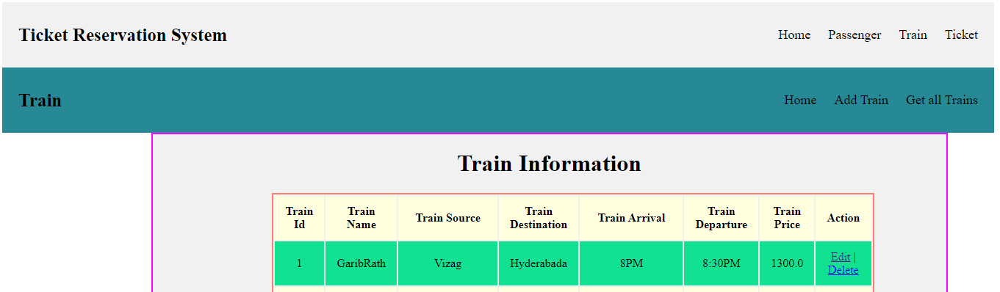 Ticket Reservation System Home Passenger Train Ticket
Train Home Add Train Get all Trains
Train Information
Train Id Train Name Train Source Train Destination Train Arrival Train Departure Train Price Action
1 GaribRath Vizag Hyderabada 8PM 8:30PM 1300.0 Edit | Delete